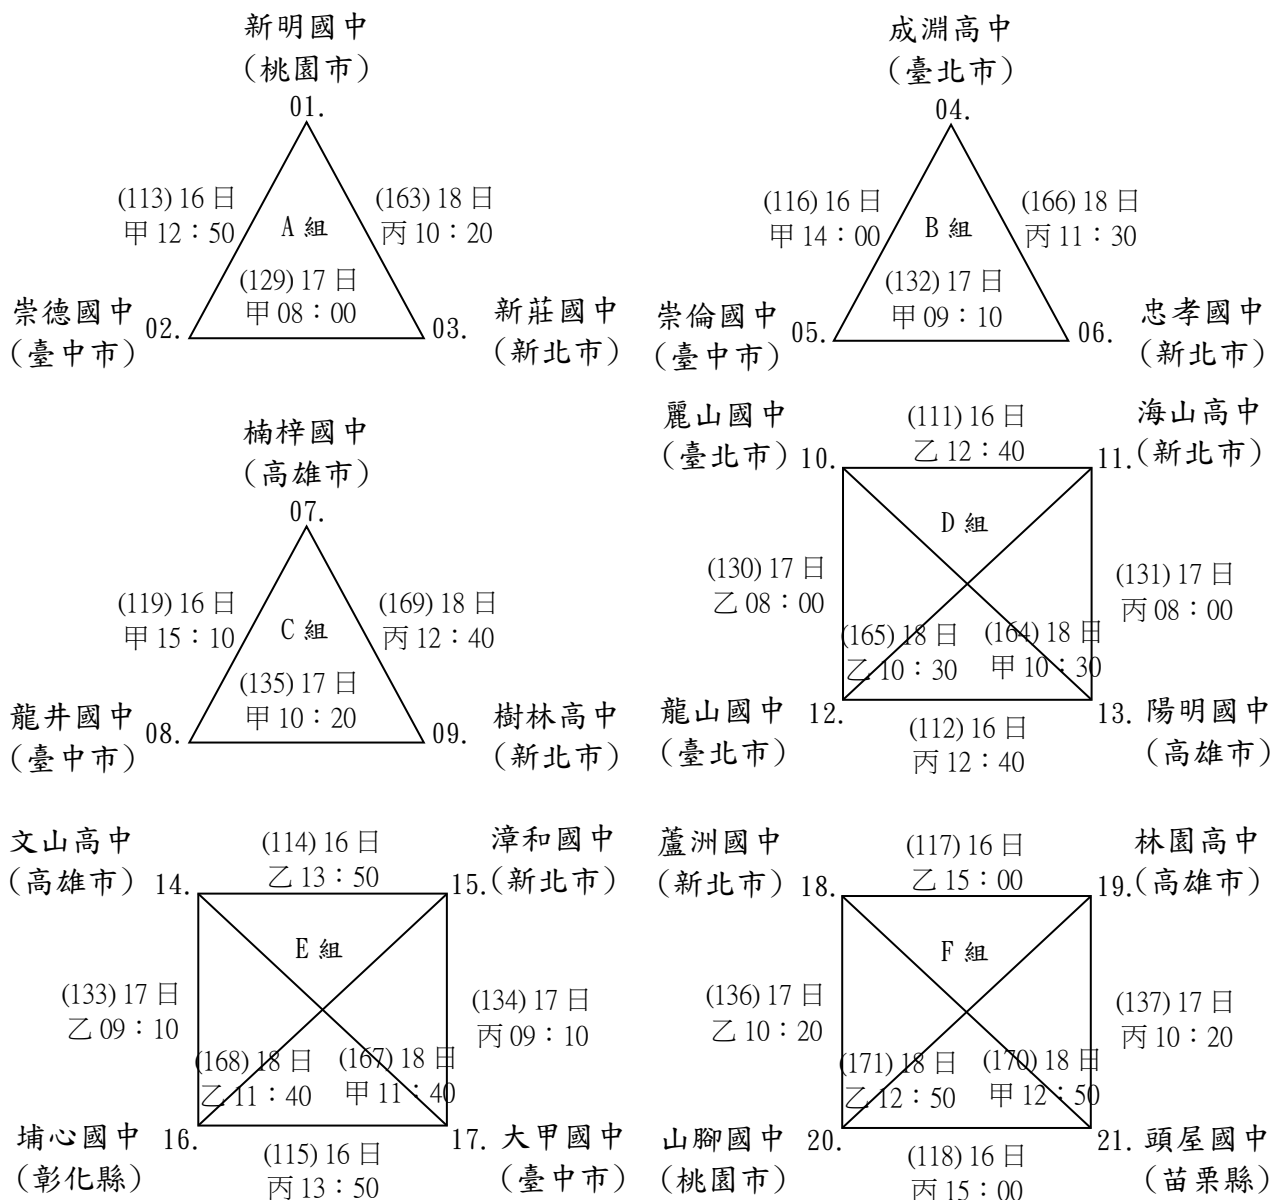 新明國中
(桃園市)
01.
(113) 16 日
甲 12：50
(163) 18 日
丙 10：20
A 組
(129) 17 日
甲 08：00
崇德國中
(臺中市)
02.
03.
新莊國中
(新北市)
成淵高中
(臺北市)
04.
(116) 16 日
甲 14：00
(166) 18 日
丙 11：30
B 組
(132) 17 日
甲 09：10
崇倫國中
(臺中市)
05.
06.
忠孝國中
(新北市)
楠梓國中
(高雄市)
07.
(119) 16 日
甲 15：10
(169) 18 日
丙 12：40
C 組
(135) 17 日
甲 10：20
龍井國中
(臺中市)
08.
09.
樹林高中
(新北市)
麗山國中
(臺北市)
10.
(111) 16 日
乙 12：40
海山高中
11.(新北市)
D 組
(130) 17 日
乙 08：00
(131) 17 日
丙 08：00
(165) 18 日
乙 10：30
(164) 18 日
甲 10：30
龍山國中
(臺北市)
12.
(112) 16 日
丙 12：40
13. 陽明國中
(高雄市)
文山高中
(高雄市)
14.
(114) 16 日
乙 13：50
漳和國中
15.(新北市)
E 組
(133) 17 日
乙 09：10
(134) 17 日
丙 09：10
(168) 18 日
乙 11：40
(167) 18 日
甲 11：40
埔心國中
(彰化縣)
16.
(115) 16 日
丙 13：50
17. 大甲國中
(臺中市)
蘆洲國中
(新北市)
18.
(117) 16 日
乙 15：00
林園高中
19.(高雄市)
F 組
(136) 17 日
乙 10：20
(137) 17 日
丙 10：20
(171) 18 日
乙 12：50
(170) 18 日
甲 12：50
山腳國中
(桃園市)
20.
(118) 16 日
丙 15：00
21. 頭屋國中
(苗栗縣)